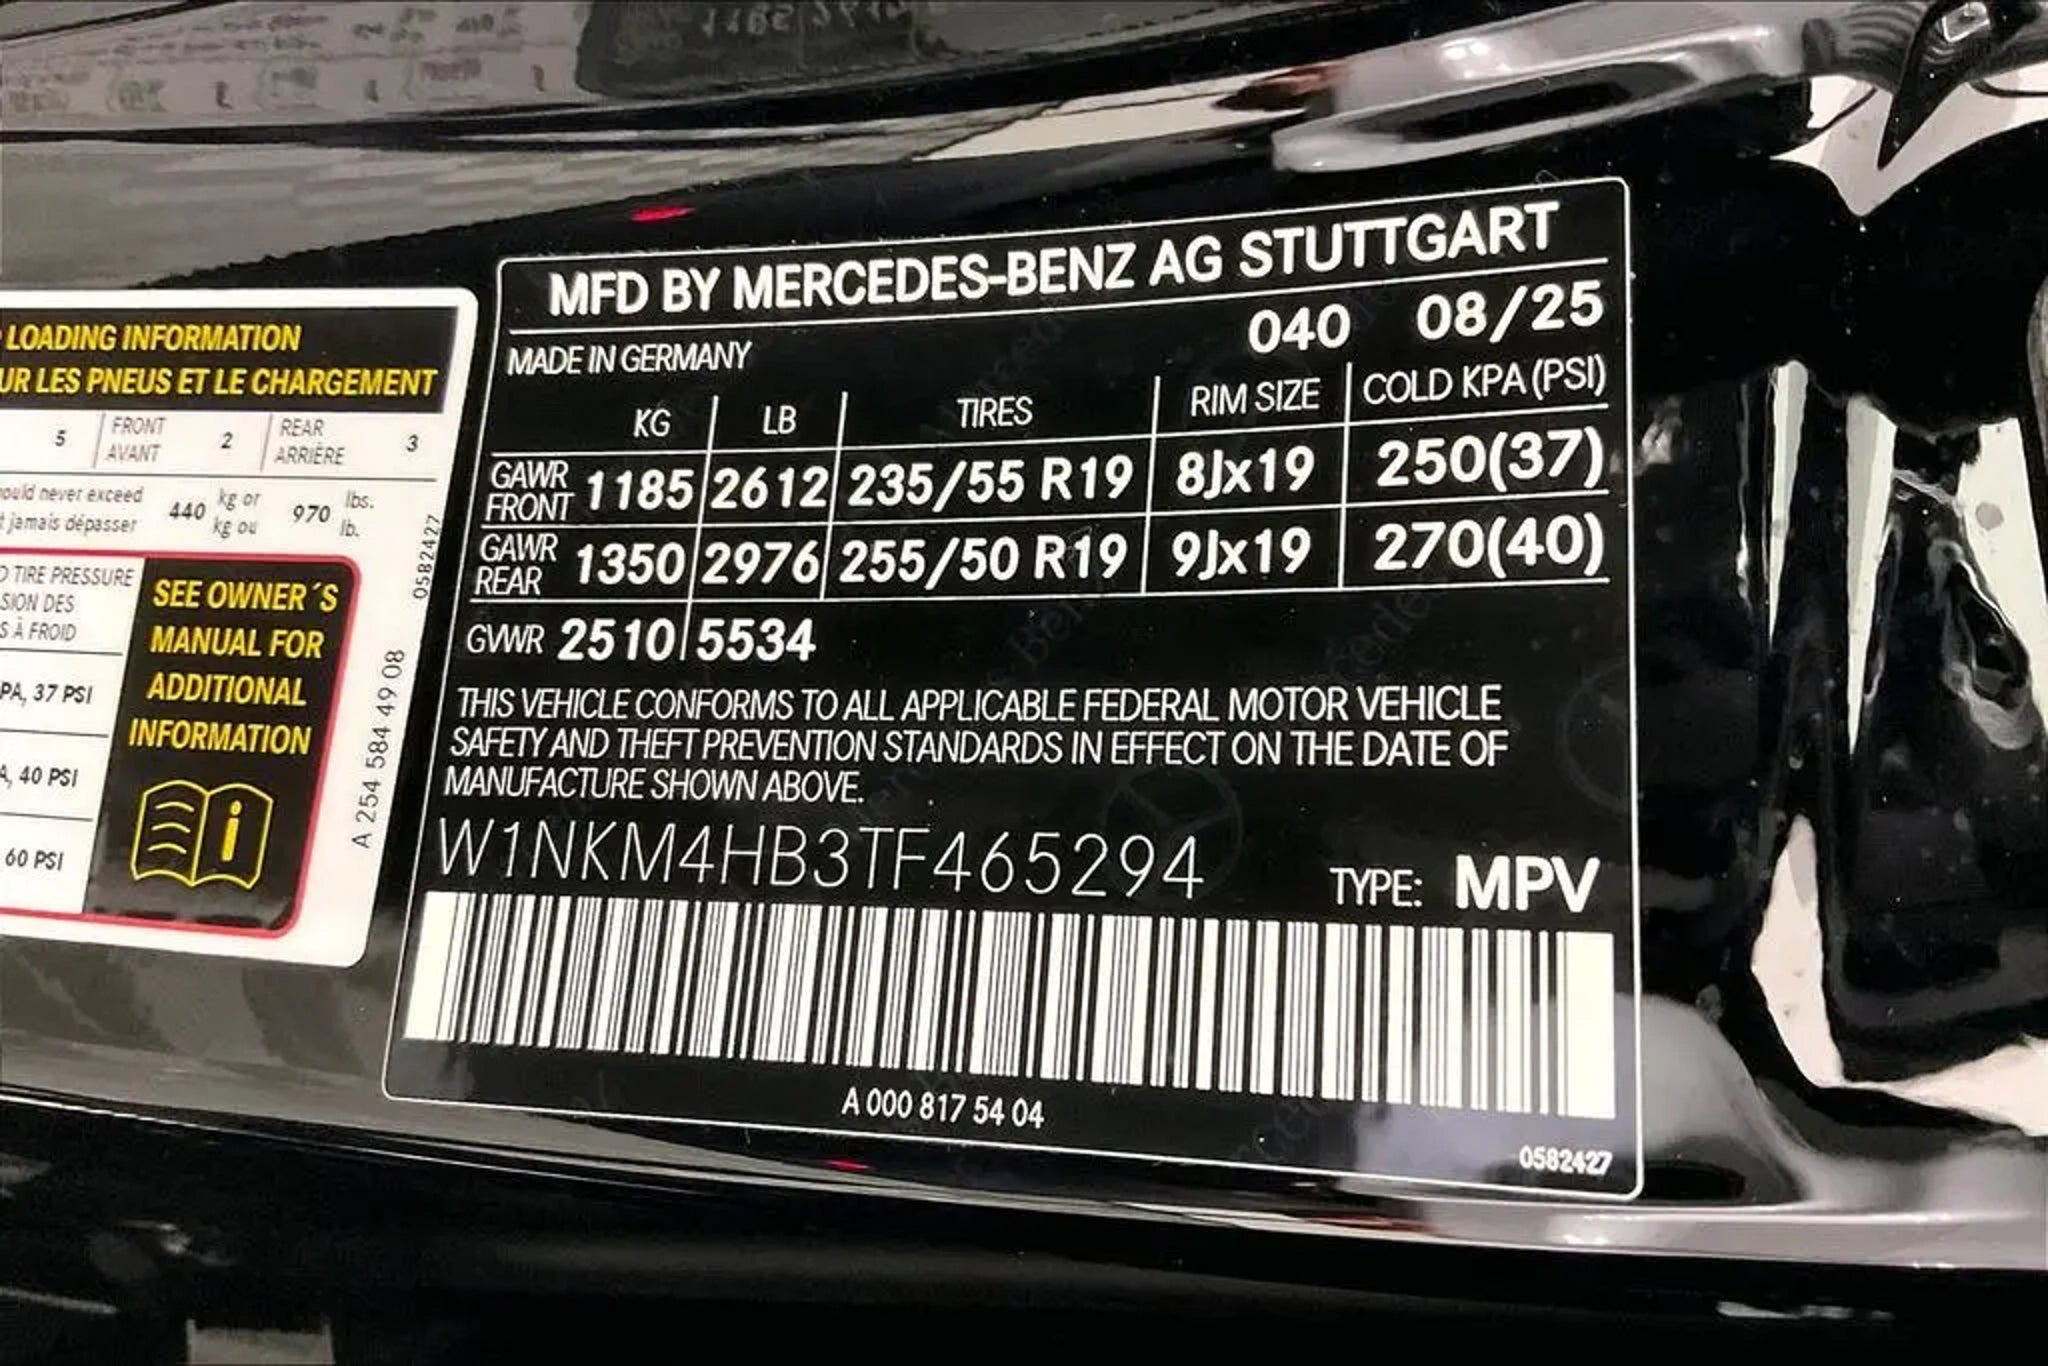 LOADING INFORMATION
UR LES PNEUS ET LE CHARGEMENT
5 FRONT AVANT 2 REAR ARRIÈRE 3
ould never exceed 440 kg or 970 lbs.
t jamais dépasser kg ou lb.
0582427
TIRE PRESSURE
SION DES
S À FROID
PA, 37 PSI
A, 40 PSI
60 PSI
SEE OWNER´S
MANUAL FOR
ADDITIONAL
INFORMATION
A 254 584 49 08
MFD BY MERCEDES-BENZ AG STUTTGART
040 08/25
MADE IN GERMANY
KG LB TIRES RIM SIZE COLD KPA (PSI)
GAWR FRONT 1185 2612 235/55 R19 8Jx19 250(37)
GAWR REAR 1350 2976 255/50 R19 9Jx19 270(40)
GVWR 2510 5534
THIS VEHICLE CONFORMS TO ALL APPLICABLE FEDERAL MOTOR VEHICLE
SAFETY AND THEFT PREVENTION STANDARDS IN EFFECT ON THE DATE OF
MANUFACTURE SHOWN ABOVE.
W1NKM4HB3TF465294 TYPE: MPV
A 000 817 54 04
0582427